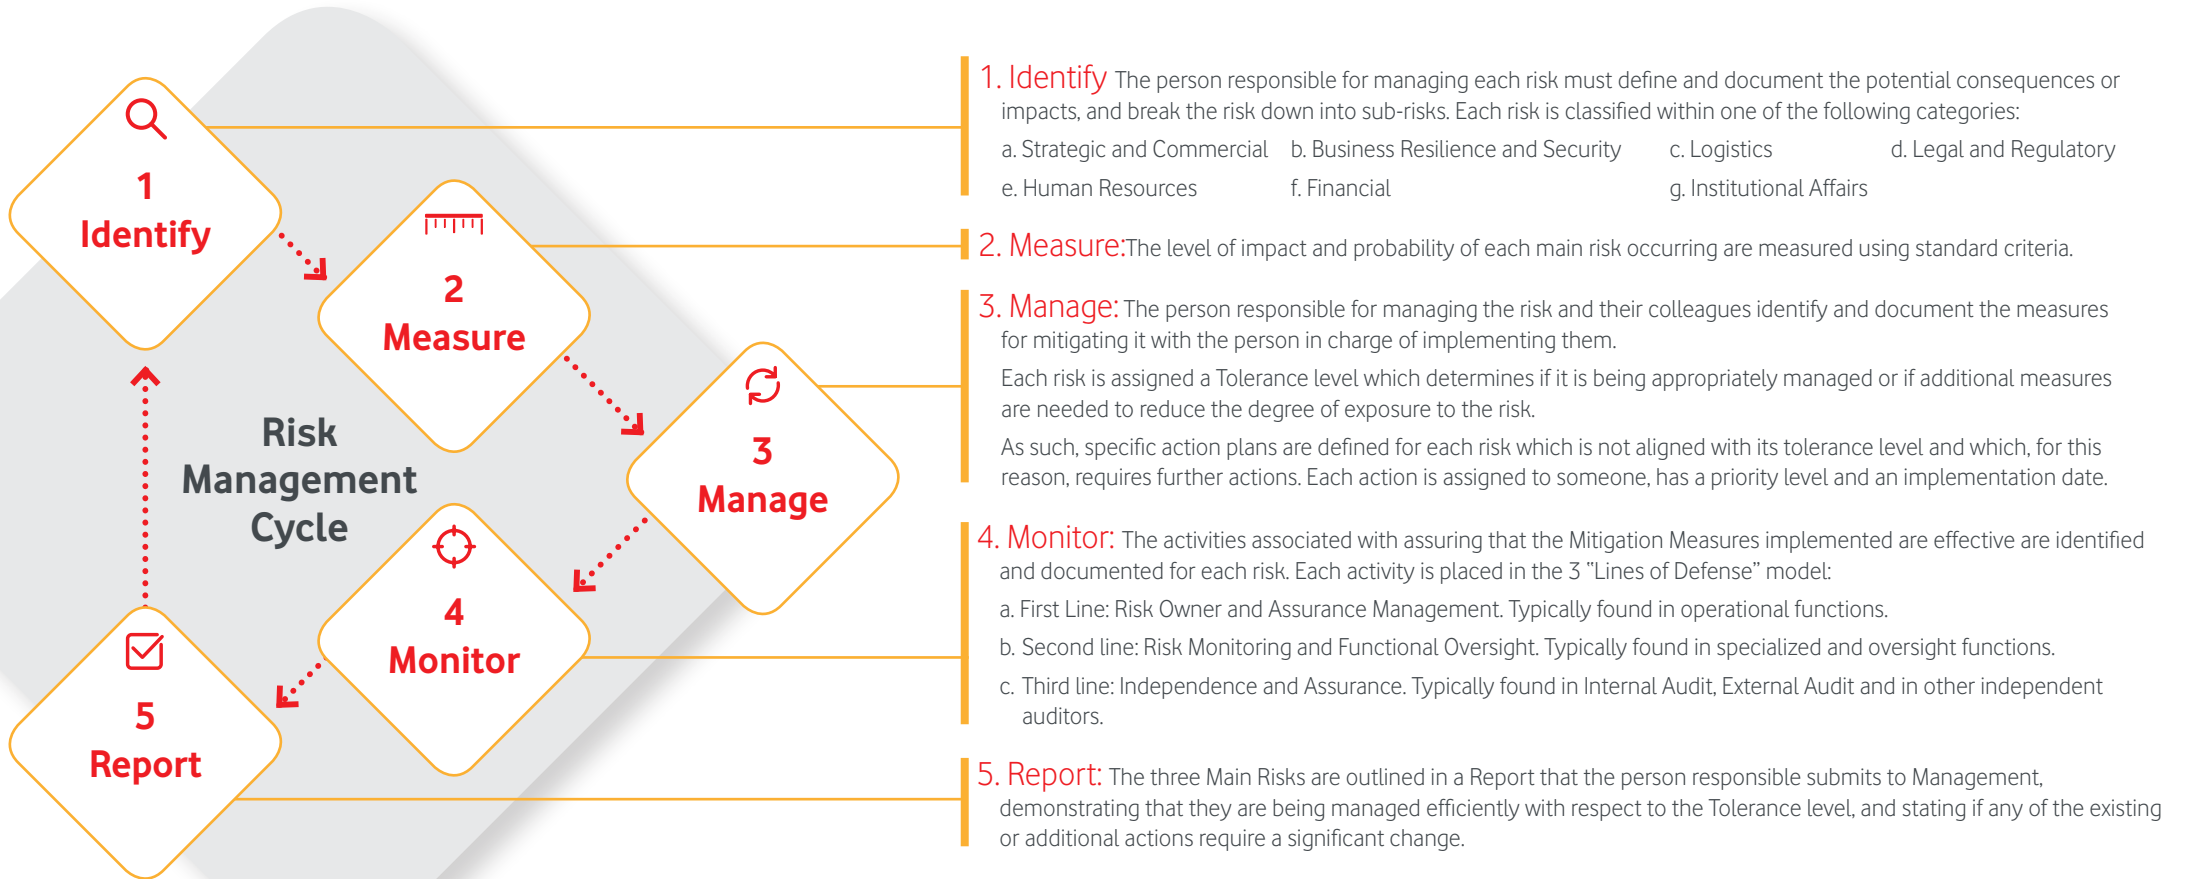 1
Identify
2
Measure
3
Manage
4
Monitor
5
Report
Risk
Management
Cycle
1. Identify The person responsible for managing each risk must define and document the potential consequences or
impacts, and break the risk down into sub-risks. Each risk is classified within one of the following categories:
a. Strategic and Commercial b. Business Resilience and Security c. Logistics d. Legal and Regulatory
e. Human Resources f. Financial g. Institutional Affairs
2. Measure:The level of impact and probability of each main risk occurring are measured using standard criteria.
3. Manage: The person responsible for managing the risk and their colleagues identify and document the measures
for mitigating it with the person in charge of implementing them.
Each risk is assigned a Tolerance level which determines if it is being appropriately managed or if additional measures
are needed to reduce the degree of exposure to the risk.
As such, specific action plans are defined for each risk which is not aligned with its tolerance level and which, for this
reason, requires further actions. Each action is assigned to someone, has a priority level and an implementation date.
4. Monitor: The activities associated with assuring that the Mitigation Measures implemented are effective are identified
and documented for each risk. Each activity is placed in the 3 "Lines of Defense” model:
a. First Line: Risk Owner and Assurance Management. Typically found in operational functions.
b. Second line: Risk Monitoring and Functional Oversight. Typically found in specialized and oversight functions.
c. Third line: Independence and Assurance. Typically found in Internal Audit, External Audit and in other independent
auditors.
5. Report: The three Main Risks are outlined in a Report that the person responsible submits to Management,
demonstrating that they are being managed efficiently with respect to the Tolerance level, and stating if any of the existing
or additional actions require a significant change.